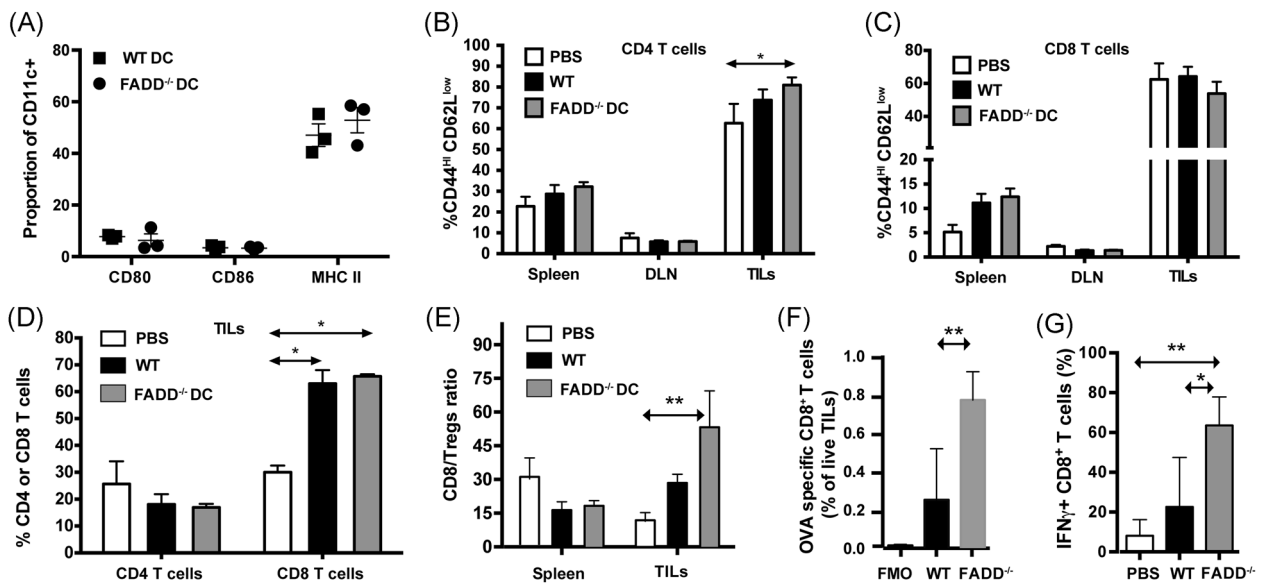 (A)
Proportion of CD11c+
80
60
40
20
0
WT DC
FADD-/- DC
CD80
CD86
MHC II
(B)
%CD44HI CD62Llow
100
90
80
70
60
50
40
30
20
10
0
CD4 T cells
PBS
WT
FADD-/- DC
*
Spleen
DLN
TILs
(C)
%CD44HI CD62Llow
80
60
40
20
15
10
5
0
CD8 T cells
PBS
WT
FADD-/- DC
Spleen
DLN
TILs
(D)
% CD4 or CD8 T cells
80
70
60
50
40
30
20
10
0
TILs
PBS
WT
FADD-/- DC
*
*
CD4 T cells
CD8 T cells
(E)
CD8/Tregs ratio
90
75
60
45
30
15
0
PBS
WT
FADD-/- DC
**
Spleen
TILs
(F)
OVA specific CD8+ T cells
(% of live TILs)
1.0
0.8
0.6
0.4
0.2
0.0
**
FMO
WT
FADD-/-
(G)
IFNγ+ CD8+ T cells (%)
100
80
60
40
20
0
**
*
PBS
WT
FADD-/-